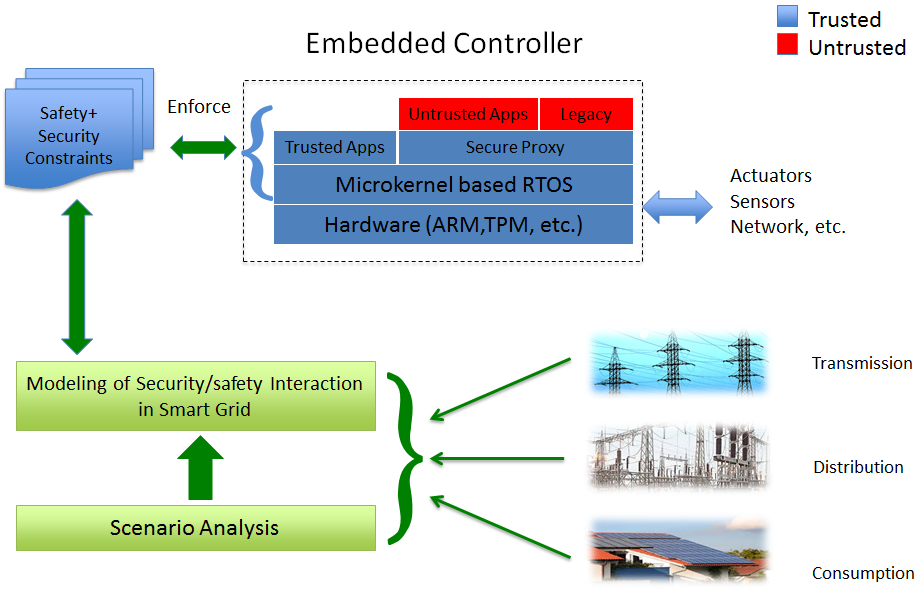 Trusted
Untrusted
Embedded Controller
Safety+
Security
Constraints
Enforce
Untrusted Apps
Legacy
Trusted Apps
Secure Proxy
Microkernel based RTOS
Hardware (ARM,TPM, etc.)
Actuators
Sensors
Network, etc.
Modeling of Security/safety Interaction
in Smart Grid
Scenario Analysis
Transmission
Distribution
Consumption